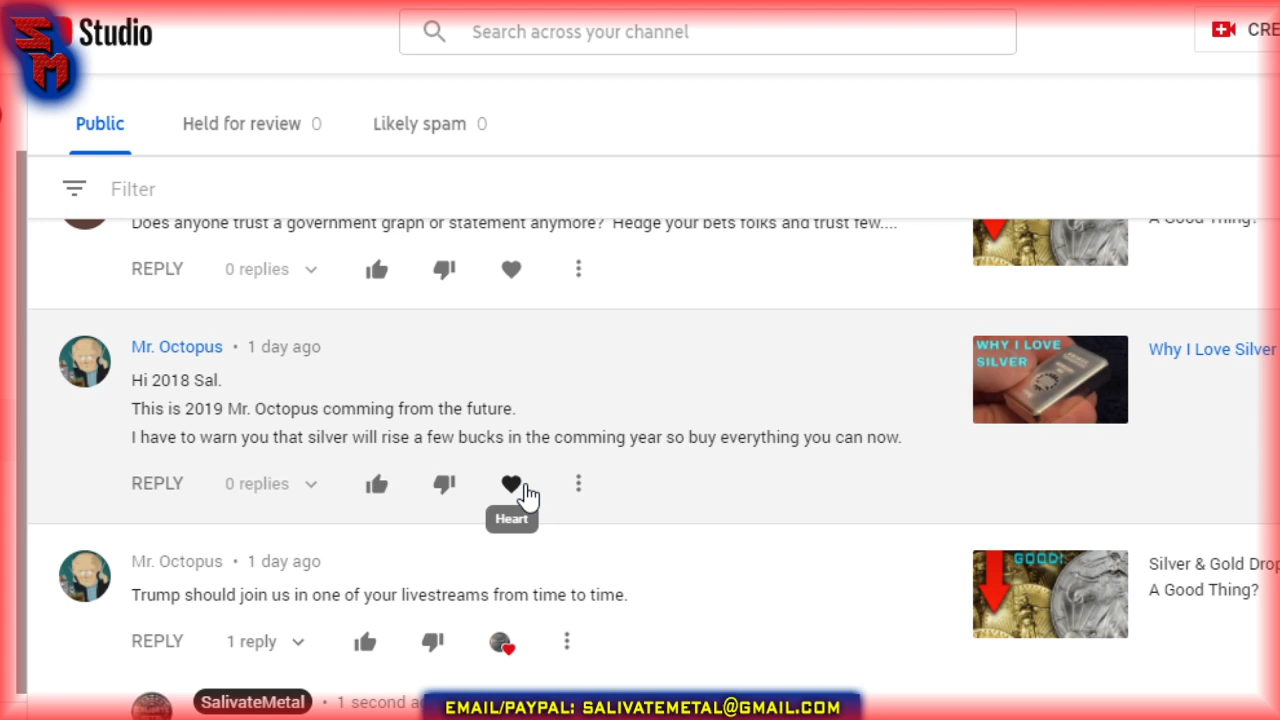 SM
Studio
Search across your channel
CRE
Public
Held for review 0
Likely spam 0
Filter
Does anyone trust a government graph or statement anymore? Hedge your bets folks and trust few....
A Good Thing?
REPLY
0 replies
Mr. Octopus • 1 day ago
Hi 2018 Sal.
This is 2019 Mr. Octopus comming from the future.
I have to warn you that silver will rise a few bucks in the comming year so buy everything you can now.
WHY I LOVE
SILVER
Why I Love Silver
REPLY
0 replies
Heart
Mr. Octopus • 1 day ago
Trump should join us in one of your livestreams from time to time.
GOOD!
Silver & Gold Drop
A Good Thing?
REPLY
1 reply
SalivateMetal • 1 second
EMAIL/PAYPAL: SALIVATEMETAL@GMAIL.COM